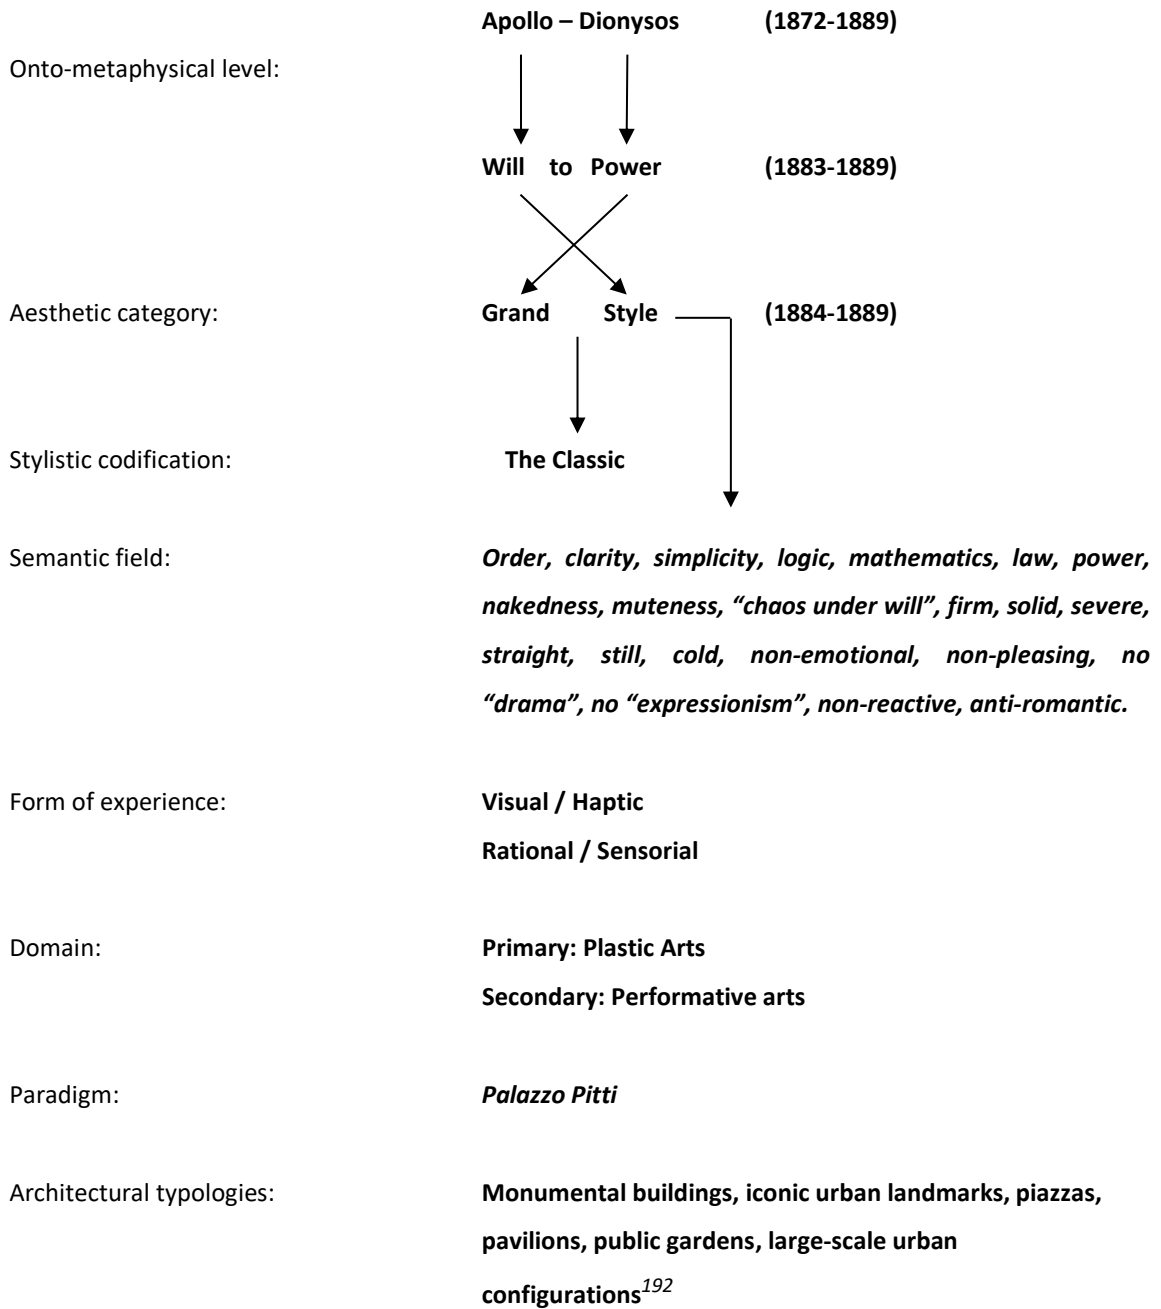 Apollo – Dionysos (1872-1889)
Onto-metaphysical level:
Will to Power (1883-1889)
Aesthetic category: Grand Style (1884-1889)
Stylistic codification: The Classic
Semantic field: Order, clarity, simplicity, logic, mathematics, law, power,
nakedness, muteness, “chaos under will”, firm, solid, severe,
straight, still, cold, non-emotional, non-pleasing, no
“drama”, no “expressionism”, non-reactive, anti-romantic.
Form of experience: Visual / Haptic
Rational / Sensorial
Domain: Primary: Plastic Arts
Secondary: Performative arts
Paradigm: Palazzo Pitti
Architectural typologies: Monumental buildings, iconic urban landmarks, piazzas,
pavilions, public gardens, large-scale urban
configurations192